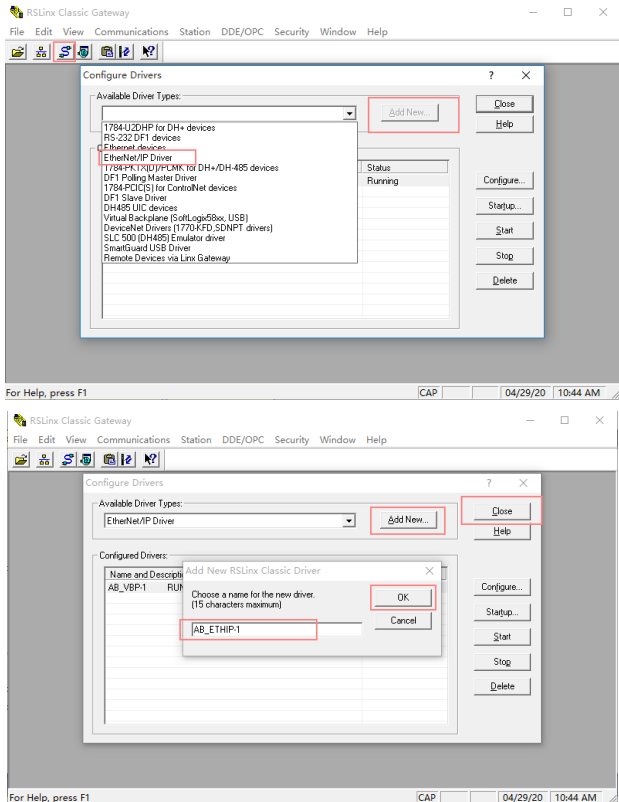 RSLinx Classic Gateway
File Edit View Communications Station DDE/OPC Security Window Help
Configure Drivers
? 
Available Driver Types:
Add New...
Close
Help
1784-U2DHP for DH+ devices
RS-232 DF1 devices
Ethernet devices
EtherNet/IP Driver
1784-PKTX(D)/PCMK for DH+/DH-485 devices
DF1 Polling Master Driver
1784-PCIC(S) for ControlNet devices
DF1 Slave Driver
DH485 UIC devices
Virtual Backplane (SoftLogix58xx, USB)
DeviceNet Drivers (1770-KFD,SDNPT drivers)
SLC 500 (DH485) Emulator driver
SmartGuard USB Driver
Remote Devices via Linx Gateway
Status
Running
Configure...
Startup...
Start
Stop
Delete
For Help, press F1
CAP 04/29/20 10:44 AM
RSLinx Classic Gateway
File Edit View Communications Station DDE/OPC Security Window Help
Configure Drivers
?
Available Driver Types:
EtherNet/IP Driver
Add New...
Close
Help
Configured Drivers:
Name and Descripti
AB_VBP-1 RUN
Add New RSLinx Classic Driver
Choose a name for the new driver.
(15 characters maximum)
AB_ETHIP-1
OK
Cancel
Configure...
Startup...
Start
Stop
Delete
For Help, press F1
CAP 04/29/20 10:44 AM